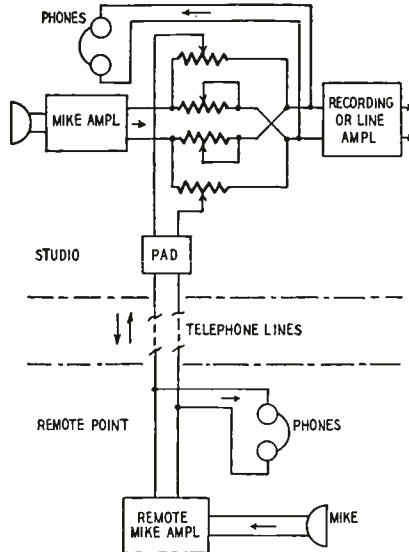 PHONES
MIKE AMPL
RECORDING
OR LINE
AMPL
PAD
STUDIO
TELEPHONE LINES
REMOTE POINT
PHONES
REMOTE
MIKE AMPL
MIKE